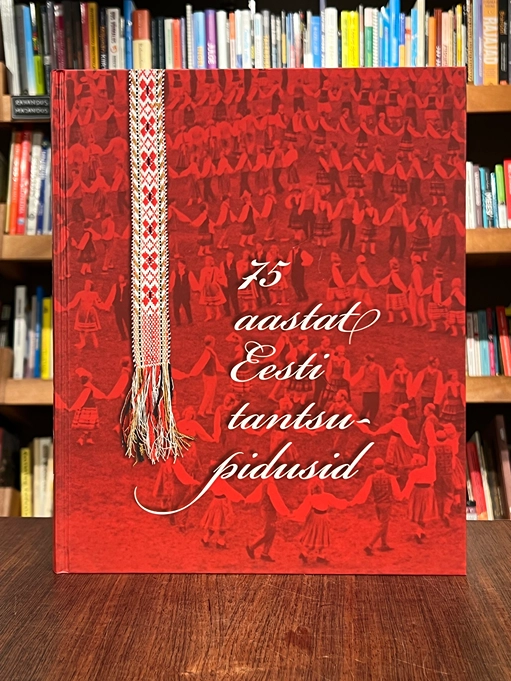 75
aastat
Eesti
tantsu-
pidusid